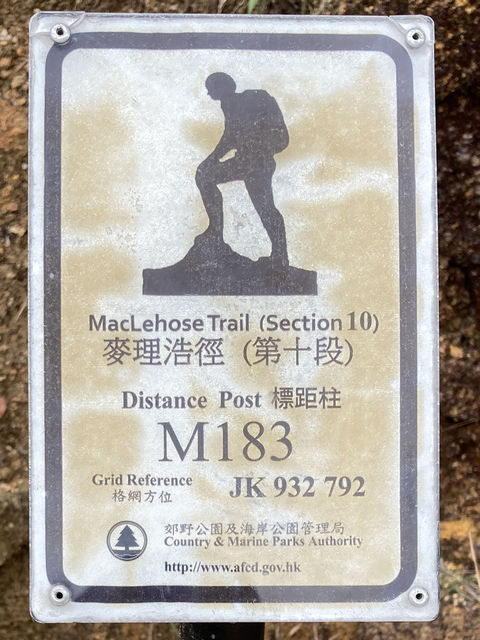 MacLehose Trail (Section 10)
麥理浩徑 (第十段)
Distance Post 標距柱
M183
Grid Reference JK 932 792
格網方位
郊野公園及海岸公園管理局
Country & Marine Parks Authority
http://www.afcd.gov.hk